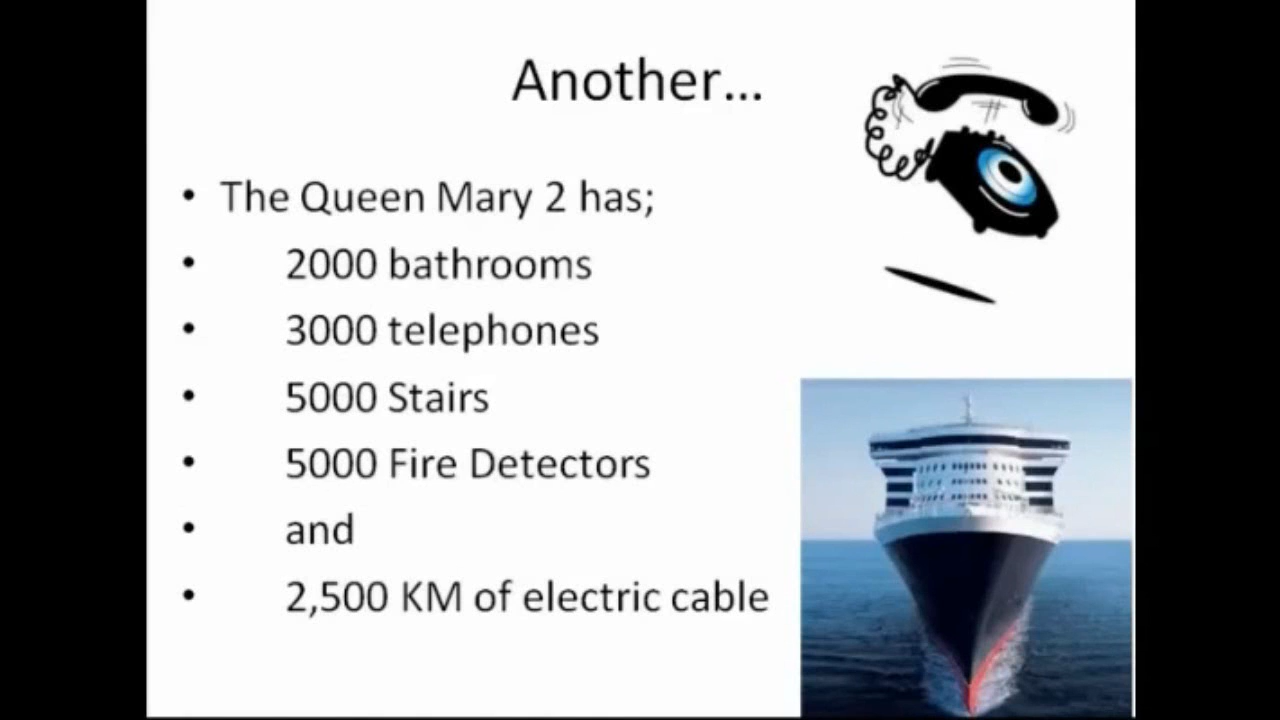 Another...
• The Queen Mary 2 has;
• 2000 bathrooms
• 3000 telephones
• 5000 Stairs
• 5000 Fire Detectors
• and
• 2,500 KM of electric cable